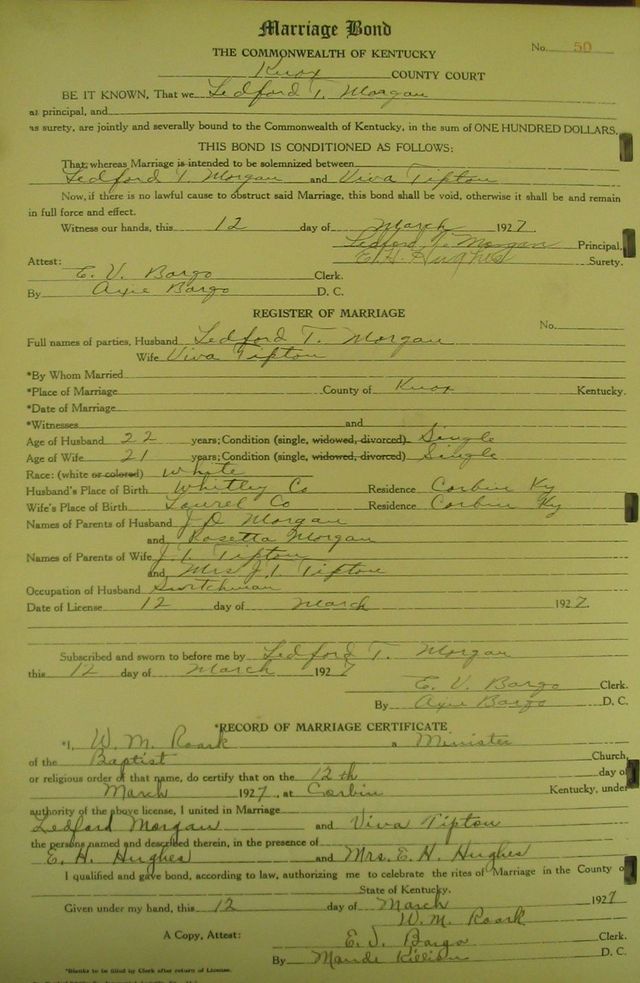 Marriage Bond
THE COMMONWEALTH OF KENTUCKY
No. 50
Knox COUNTY COURT
BE IT KNOWN, That we Ledford T. Morgan
as principal, and
as surety, are jointly and severally bound to the Commonwealth of Kentucky, in the sum of ONE HUNDRED DOLLARS.
THIS BOND IS CONDITIONED AS FOLLOWS:
That whereas Marriage is intended to be solemnized between
Ledford T. Morgan and Viva Tipton
Now, if there is no lawful cause to obstruct said Marriage, this bond shall be void, otherwise it shall be and remain
in full force and effect.
Witness our hands, this 12 day of March 1927
Ledford T. Morgan Principal,
E. H. Hughes Surety.
Attest:
E. V. Bargo Clerk.
By Axie Bargo D. C.
REGISTER OF MARRIAGE
No.
Full names of parties, Husband Ledford T. Morgan
Wife Viva Tipton
*By Whom Married
*Place of Marriage County of Knox Kentucky.
*Date of Marriage
*Witnesses and
Age of Husband 22 years; Condition (single, widowed, divorced) Single
Age of Wife 21 years; Condition (single, widowed, divorced) Single
Race: (white or colored) White
Husband's Place of Birth Whitley Co Residence Corbin Ky
Wife's Place of Birth Laurel Co Residence Corbin Ky
Names of Parents of Husband J. D. Morgan
and Rosetta Morgan
Names of Parents of Wife J. T. Tipton
and Mrs J. T. Tipton
Occupation of Husband Switchman
Date of License 12 day of March 1927.
Subscribed and sworn to before me by Ledford T. Morgan
this 12 day of March 1927
E. V. Bargo Clerk.
By Axie Bargo D. C.
*RECORD OF MARRIAGE CERTIFICATE
*I, W. M. Roark a Minister
of the Baptist Church,
or religious order of that name, do certify that on the 12th day of
March 1927, at Corbin Kentucky, under
authority of the above license, I united in Marriage
Ledford Morgan and Viva Tipton
the persons named and described therein, in the presence of
E. H. Hughes and Mrs. E. H. Hughes
I qualified and gave bond, according to law, authorizing me to celebrate the rites of Marriage in the County of
State of Kentucky.
Given under my hand, this 12 day of March 1927
W. M. Roark
A Copy, Attest: E. V. Bargo Clerk.
By Maude Killion D. C.
*Blanks to be filled by Clerk after return of License.